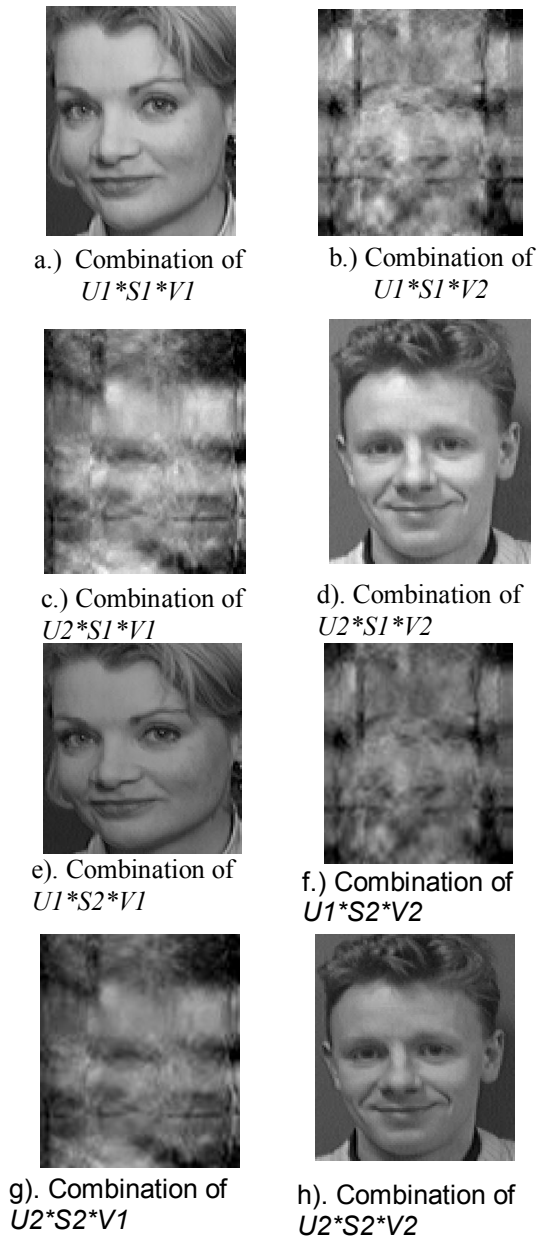 a.) Combination of
U1*S1*V1
b.) Combination of
U1*S1*V2
c.) Combination of
U2*S1*V1
d). Combination of
U2*S1*V2
e). Combination of
U1*S2*V1
f.) Combination of
U1*S2*V2
g). Combination of
U2*S2*V1
h). Combination of
U2*S2*V2